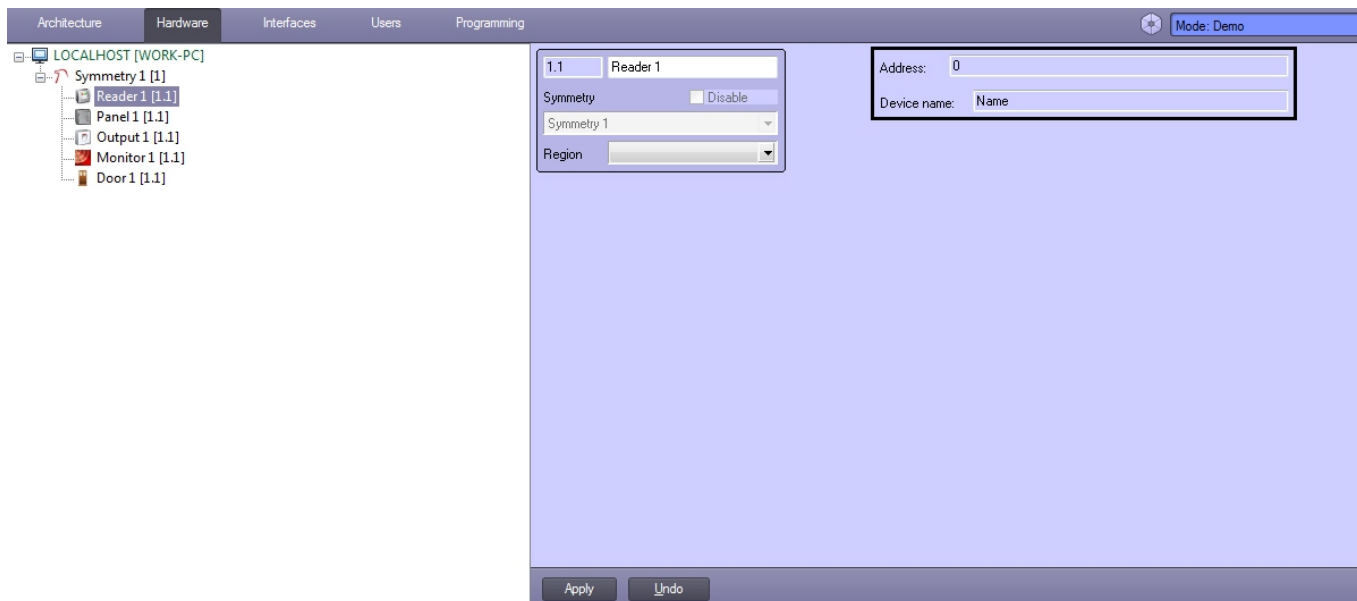 Architecture Hardware Interfaces Users Programming Mode: Demo
LOCALHOST [WORK-PC]
Symmetry 1 [1]
Reader 1 [1.1]
Panel 1 [1.1]
Output 1 [1.1]
Monitor 1 [1.1]
Door 1 [1.1]
1.1 Reader 1
Symmetry Disable
Symmetry 1
Region
Address: 0
Device name: Name
Apply Undo